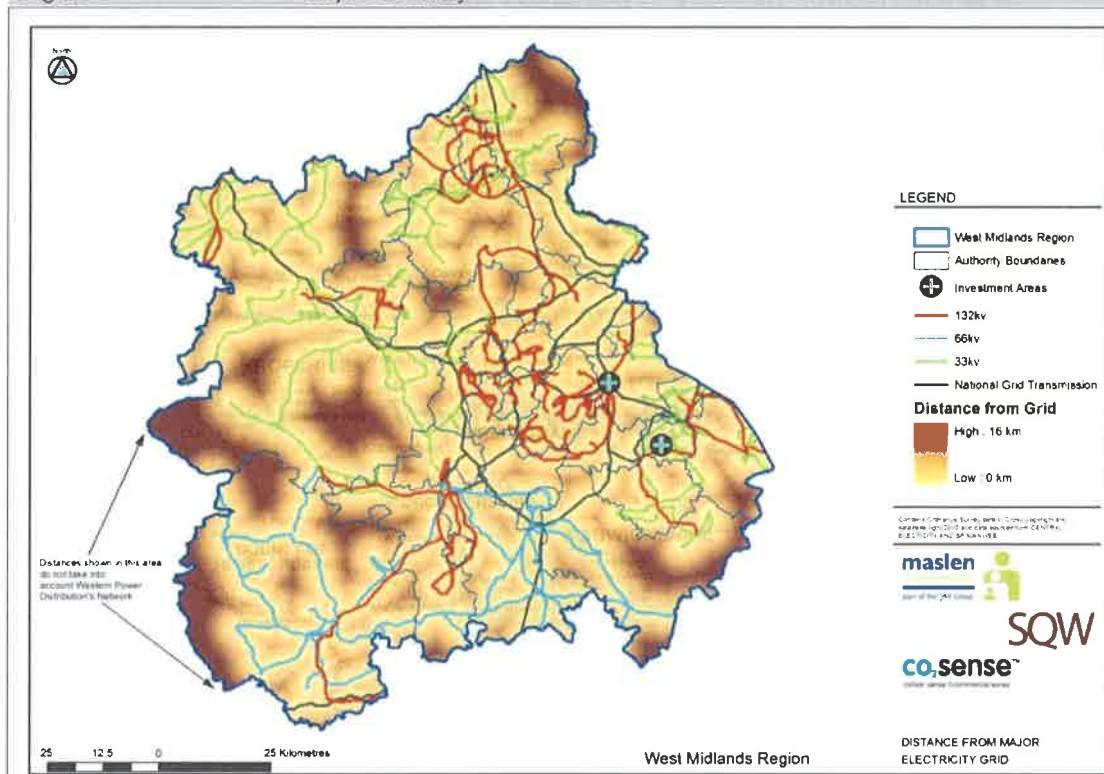 North
LEGEND
West Midlands Region
Authority Boundaries
Investment Areas
132kv
66kv
33kv
National Grid Transmission
Distance from Grid
High : 16 km
Low : 0 km
Distances shown in this area
do not take into
account Western Power
Distribution's Network
maslen
SQW
co₂sense™
25 12.5 0 25 Kilometres
West Midlands Region
DISTANCE FROM MAJOR
ELECTRICITY GRID